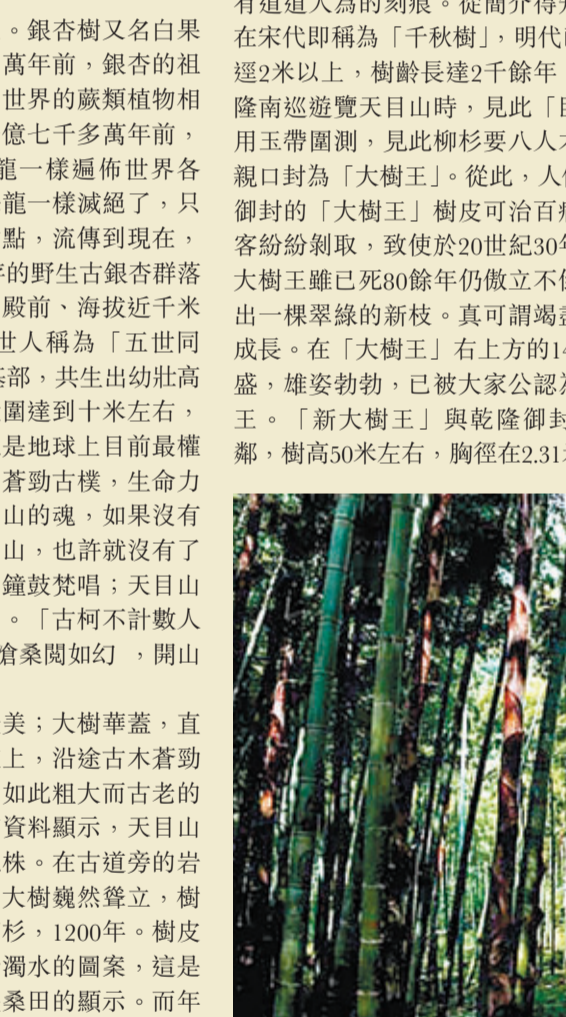 。銀杏樹又名白果
萬年前，銀杏的祖
世界的蕨類植物相
億七千多萬年前，
龍一樣遍佈世界各
龍一樣滅絕了，只
點，流傳到現在，
的野生古銀杏群落
殿前、海拔近千米
世人稱為「五世同
基部，共生出幼壯高
圍達到十米左右，
是地球上目前最權
蒼勁古樸，生命力
山的魂，如果沒有
山，也許就沒有了
鐘鼓梵唱；天目山
。「古柯不計數人
滄桑閱如幻　，開山
美；大樹華蓋，直
上，沿途古木蒼勁
如此粗大而古老的
資料顯示，天目山
株。在古道旁的岩
大樹巍然聳立，樹
杉，1200年。樹皮
濁水的圖案，這是
桑田的顯示。而年
有道道人為的刻痕。從簡介得
在宋代即稱為「千秋樹」，明代
逕2米以上，樹齡長達2千餘年
隆南巡遊覽天目山時，見此「
用玉帶圍測，見此柳杉要八人
親口封為「大樹王」。從此，人
御封的「大樹王」樹皮可治百
客紛紛剝取，致使於20世紀30
大樹王雖已死80餘年仍傲立不
出一棵翠綠的新枝。真可謂竭
成長。在「大樹王」右上方的14
盛，雄姿勃勃，已被大家公認
王。「新大樹王」與乾隆御封
鄰，樹高50米左右，胸徑在2.31